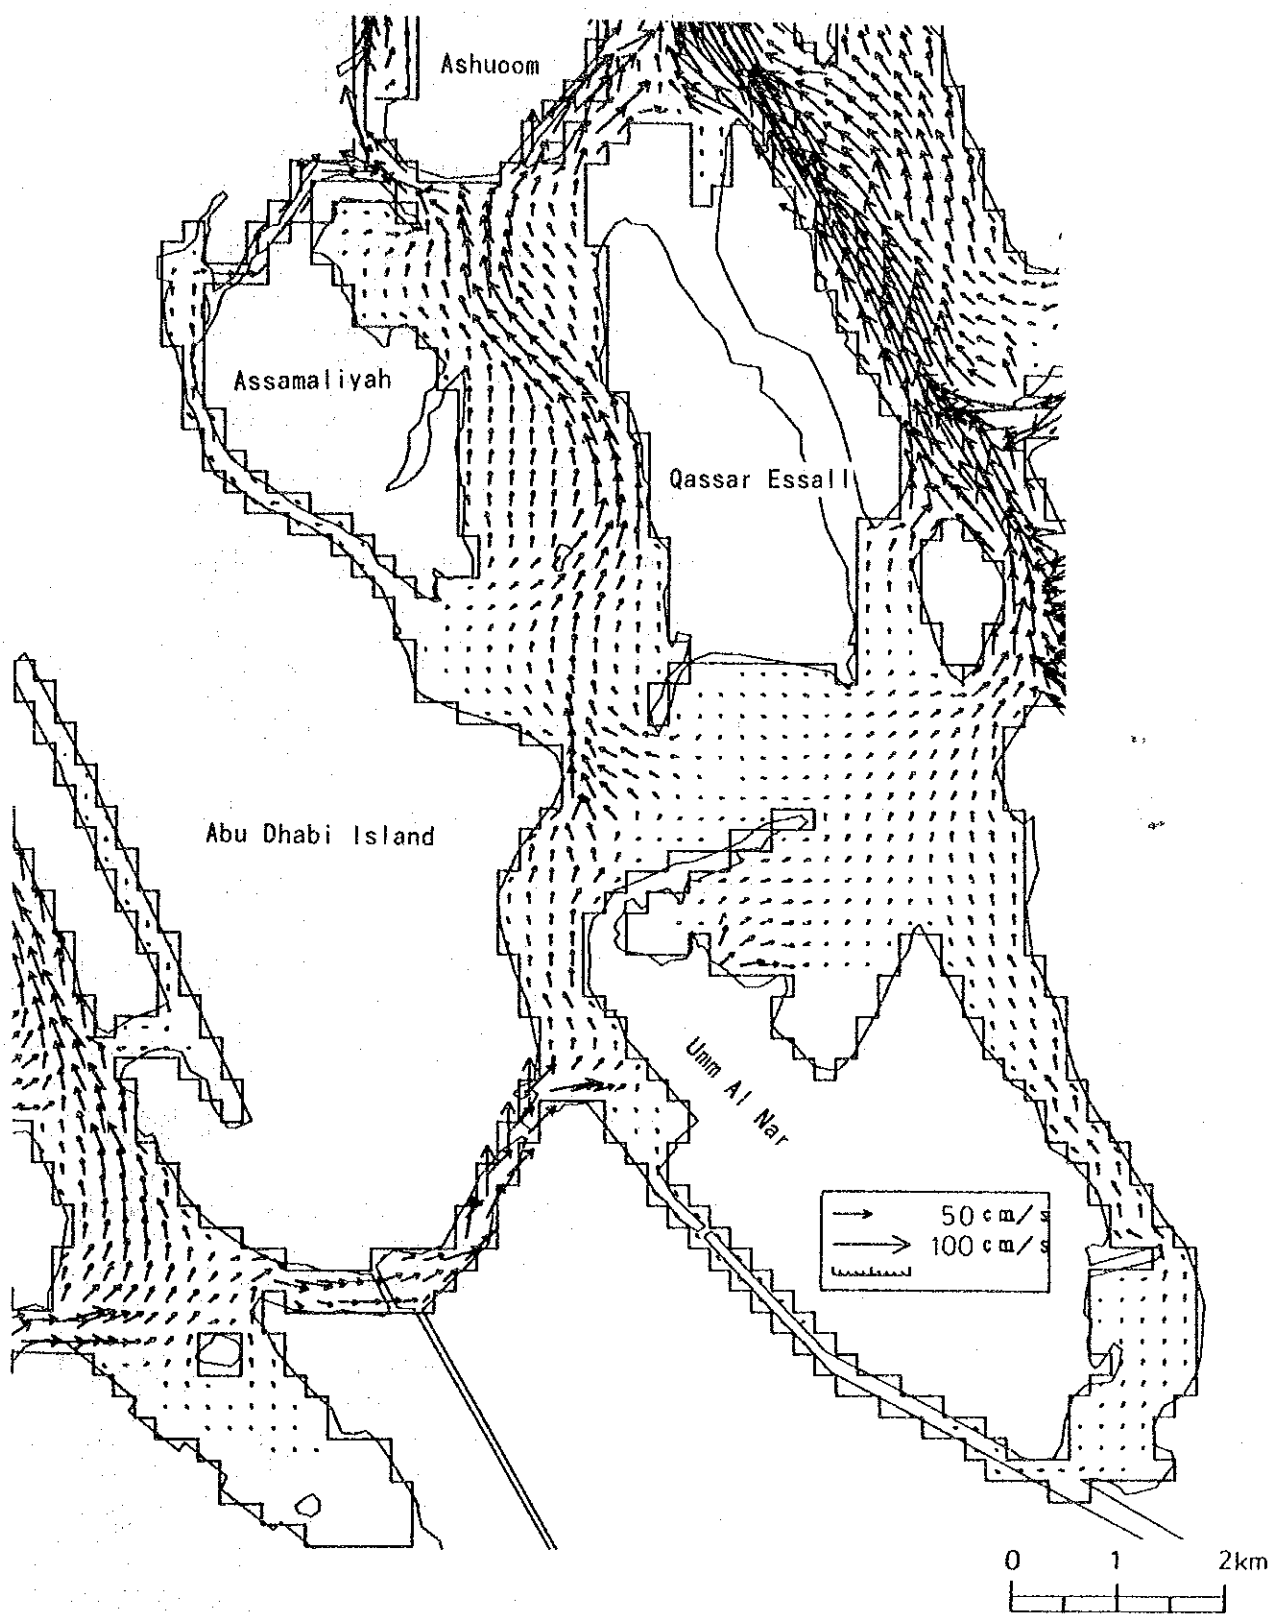 Ashuoom
Assamaliyah
Qassar Essall
Abu Dhabi Island
Umm Al Nar
50 cm/s
100 cm/s
0 1 2km